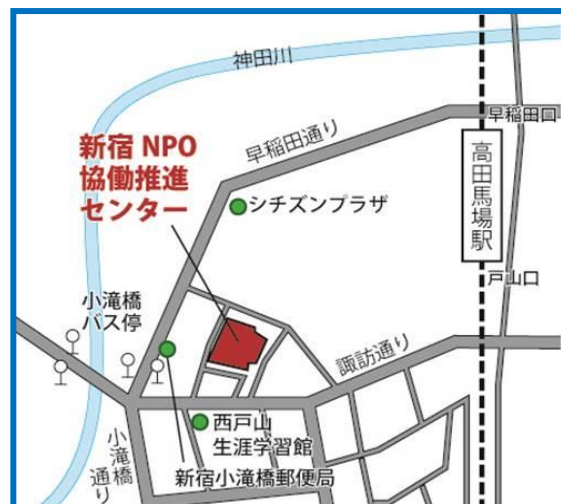 神田川
早稲田通り
早稲田口
新宿 NPO
協働推進
センター
高田馬場駅
シチズンプラザ
戸山口
小滝橋
バス停
諏訪通り
西戸山
生涯学習館
小滝橋
通り
新宿小滝橋郵便局